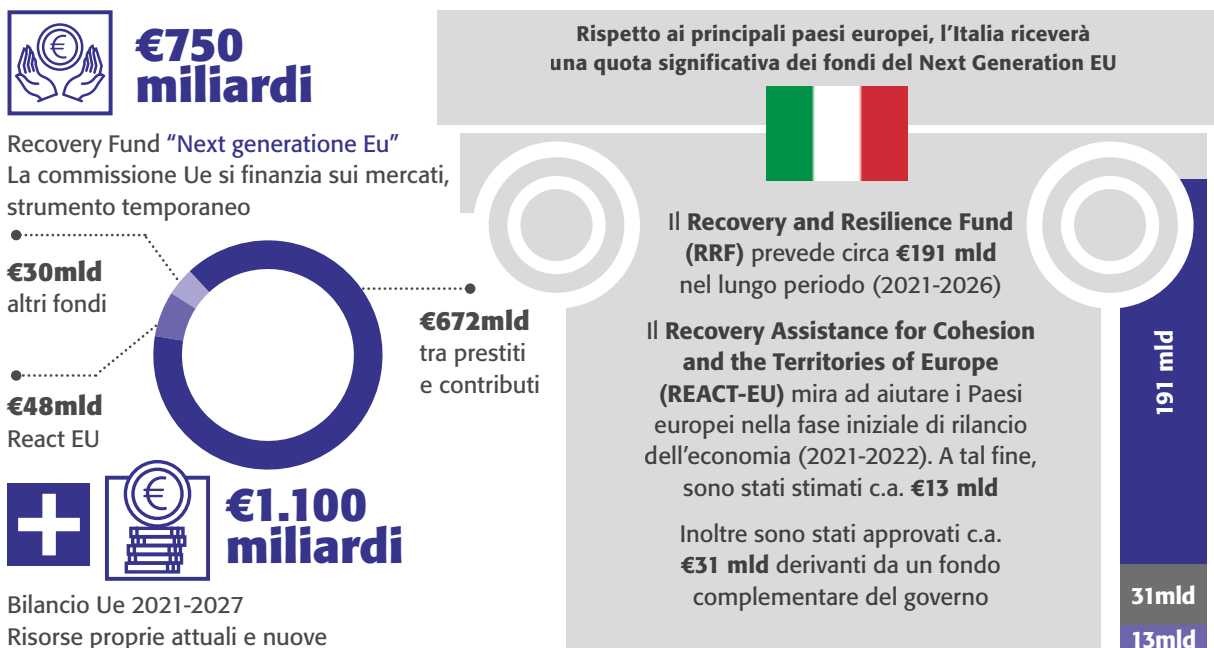 €750
miliardi
Recovery Fund “Next generatione Eu”
La commissione Ue si finanzia sui mercati,
strumento temporaneo
€30mld
altri fondi
€672mld
tra prestiti
e contributi
€48mld
React EU
€1.100
miliardi
Bilancio Ue 2021-2027
Risorse proprie attuali e nuove
Rispetto ai principali paesi europei, l’Italia riceverà
una quota significativa dei fondi del Next Generation EU
Il Recovery and Resilience Fund
(RRF) prevede circa €191 mld
nel lungo periodo (2021-2026)
Il Recovery Assistance for Cohesion
and the Territories of Europe
(REACT-EU) mira ad aiutare i Paesi
europei nella fase iniziale di rilancio
dell’economia (2021-2022). A tal fine,
sono stati stimati c.a. €13 mld
Inoltre sono stati approvati c.a.
€31 mld derivanti da un fondo
complementare del governo
191 mld
31mld
13mld